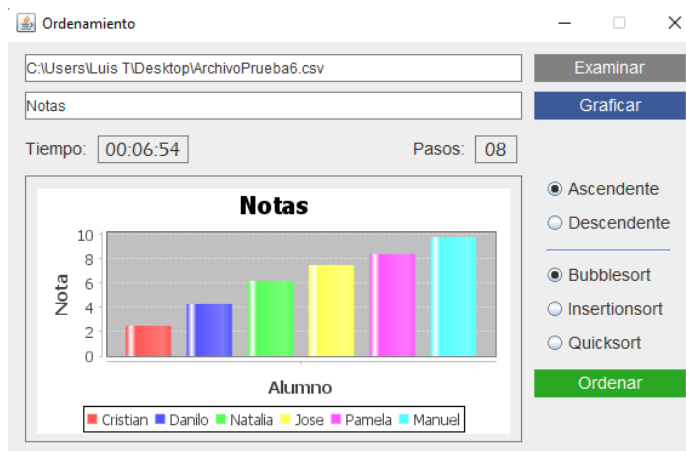 Ordenamiento
C:\Users\Luis T\Desktop\ArchivoPrueba6.csv
Examinar
Notas
Graficar
Tiempo: 00:06:54 Pasos: 08
Notas
10
8
6
4
2
0
Nota
Alumno
Cristian Danilo Natalia Jose Pamela Manuel
Ascendente
Descendente
Bubblesort
Insertionsort
Quicksort
Ordenar